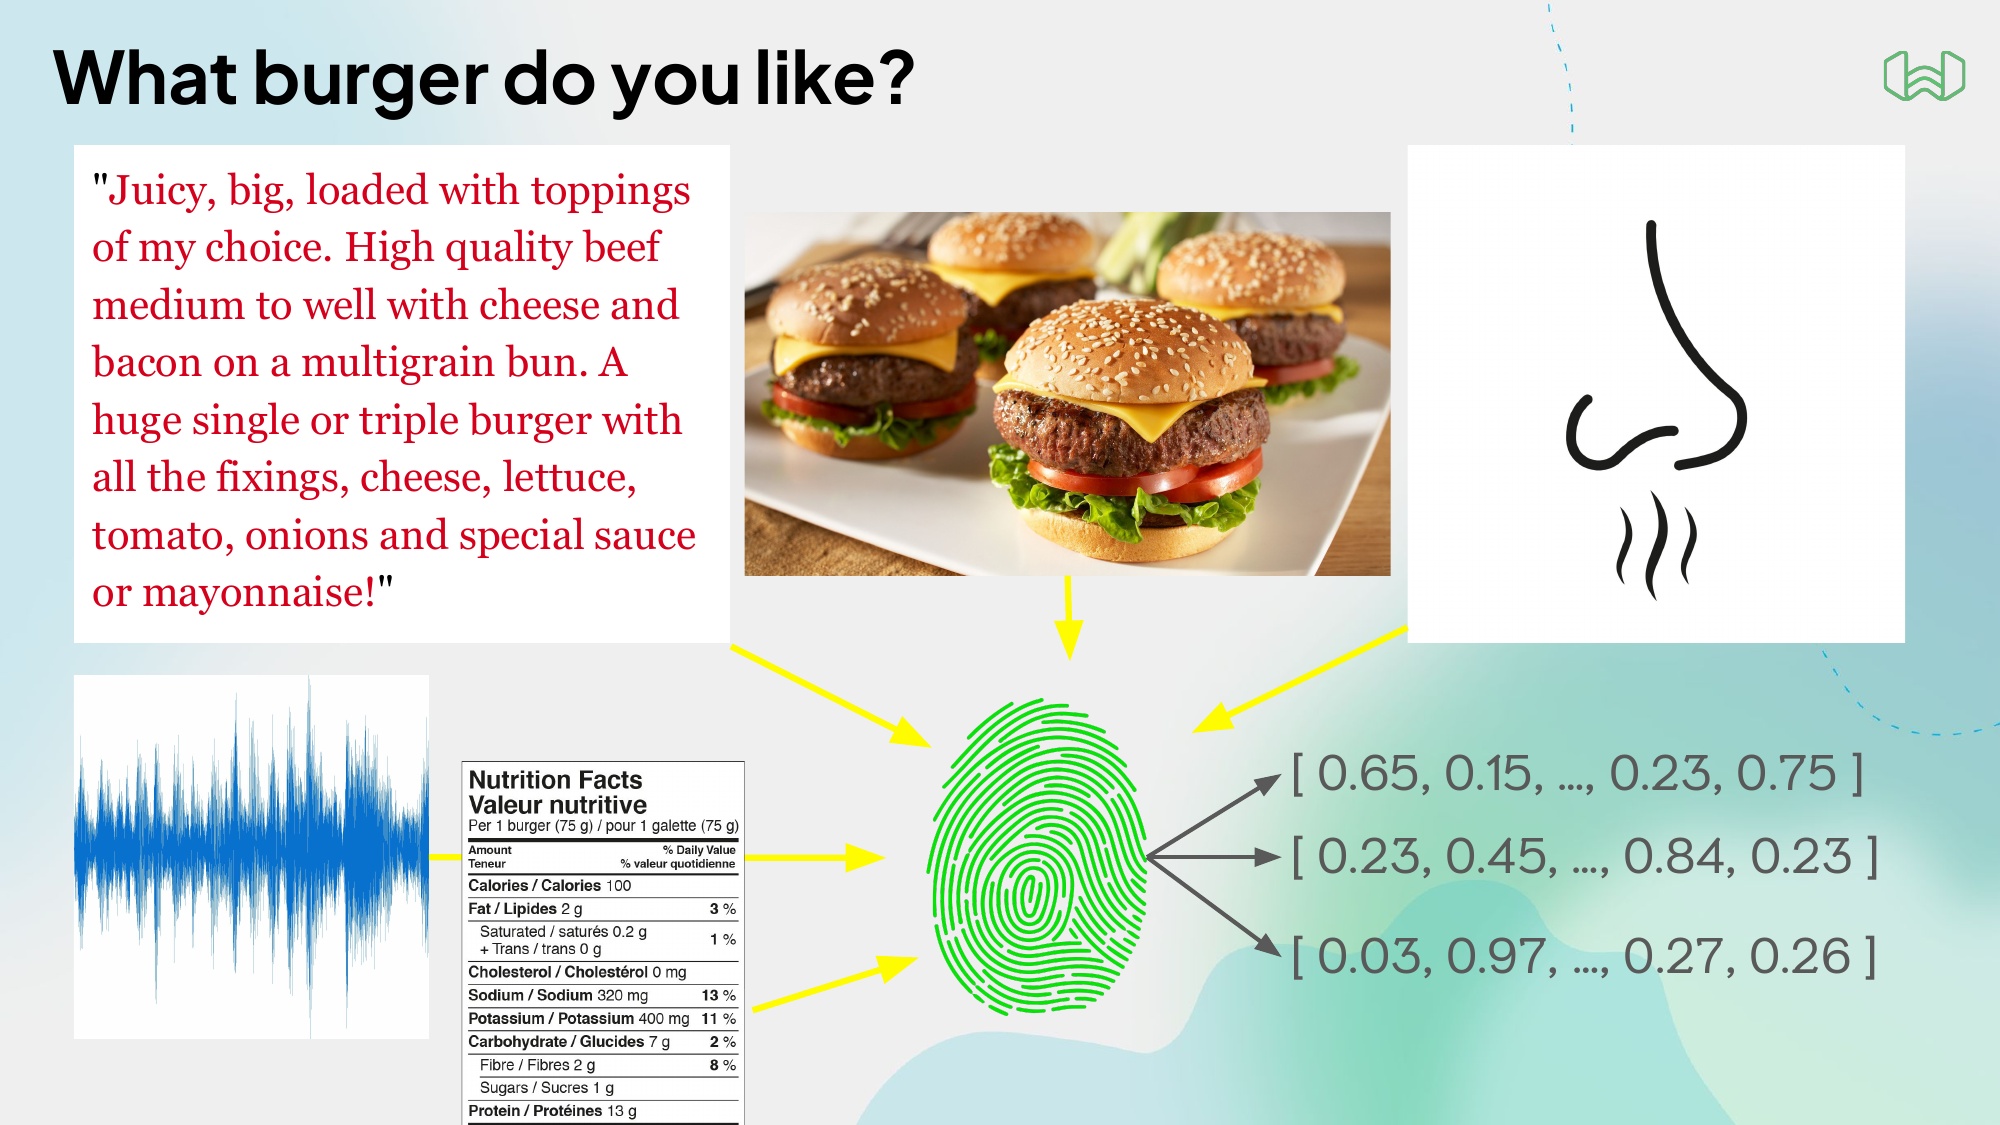 What burger do you like?
"Juicy, big, loaded with toppings
of my choice. High quality beef
medium to well with cheese and
bacon on a multigrain bun. A
huge single or triple burger with
all the fixings, cheese, lettuce,
tomato, onions and special sauce
or mayonnaise!"
Nutrition Facts
Valeur nutritive
Per 1 burger (75 g) / pour 1 galette (75 g)
Amount % Daily Value
Teneur % valeur quotidienne
Calories / Calories 100
Fat / Lipides 2 g 3 %
Saturated / saturés 0.2 g
+ Trans / trans 0 g 1 %
Cholesterol / Cholestérol 0 mg
Sodium / Sodium 320 mg 13 %
Potassium / Potassium 400 mg 11 %
Carbohydrate / Glucides 7 g 2 %
Fibre / Fibres 2 g 8 %
Sugars / Sucres 1 g
Protein / Protéines 13 g
[ 0.65, 0.15, ..., 0.23, 0.75 ]
[ 0.23, 0.45, ..., 0.84, 0.23 ]
[ 0.03, 0.97, ..., 0.27, 0.26 ]